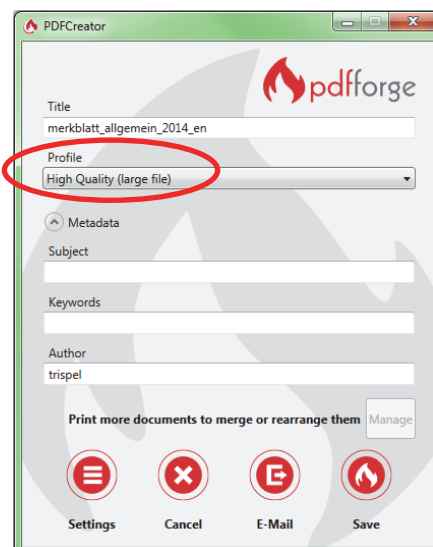 PDFCreator
pdfforge
Title
merkblatt_allgemein_2014_en
Profile
High Quality (large file)
Metadata
Subject
Keywords
Author
trispel
Print more documents to merge or rearrange them Manage
Settings Cancel E-Mail Save